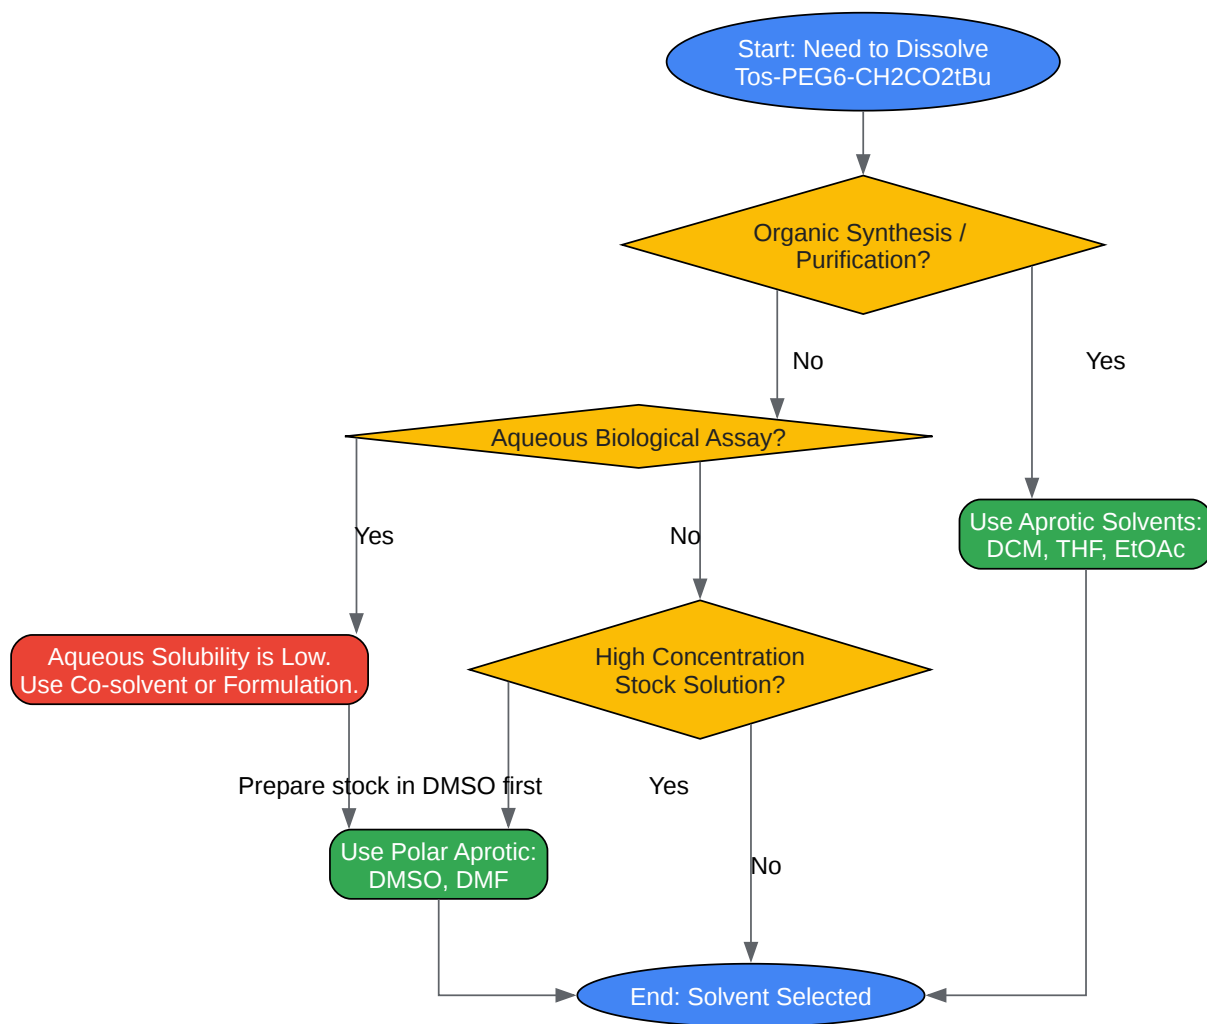 Start: Need to Dissolve
Tos-PEG6-CH2CO2tBu
Organic Synthesis /
Purification?
No
Yes
Aqueous Biological Assay?
Yes
No
Use Aprotic Solvents:
DCM, THF, EtOAc
Aqueous Solubility is Low.
Use Co-solvent or Formulation.
High Concentration
Stock Solution?
Prepare stock in DMSO first
Yes
Use Polar Aprotic:
DMSO, DMF
No
End: Solvent Selected